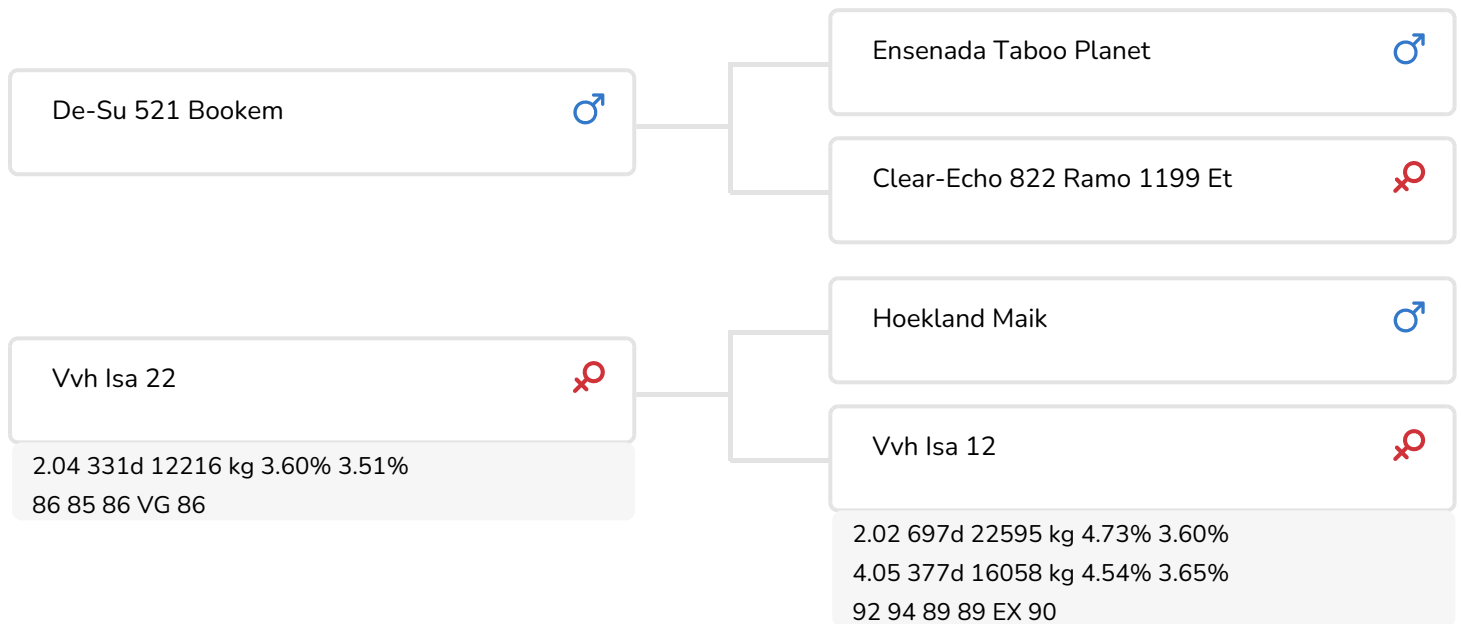 Ensenada Taboo Planet
De-Su 521 Bookem
Clear-Echo 822 Ramo 1199 Et
Hoekland Maik
Vvh Isa 22
2.04 331d 12216 kg 3.60% 3.51%
86 85 86 VG 86
Vvh Isa 12
2.02 697d 22595 kg 4.73% 3.60%
4.05 377d 16058 kg 4.54% 3.65%
92 94 89 89 EX 90